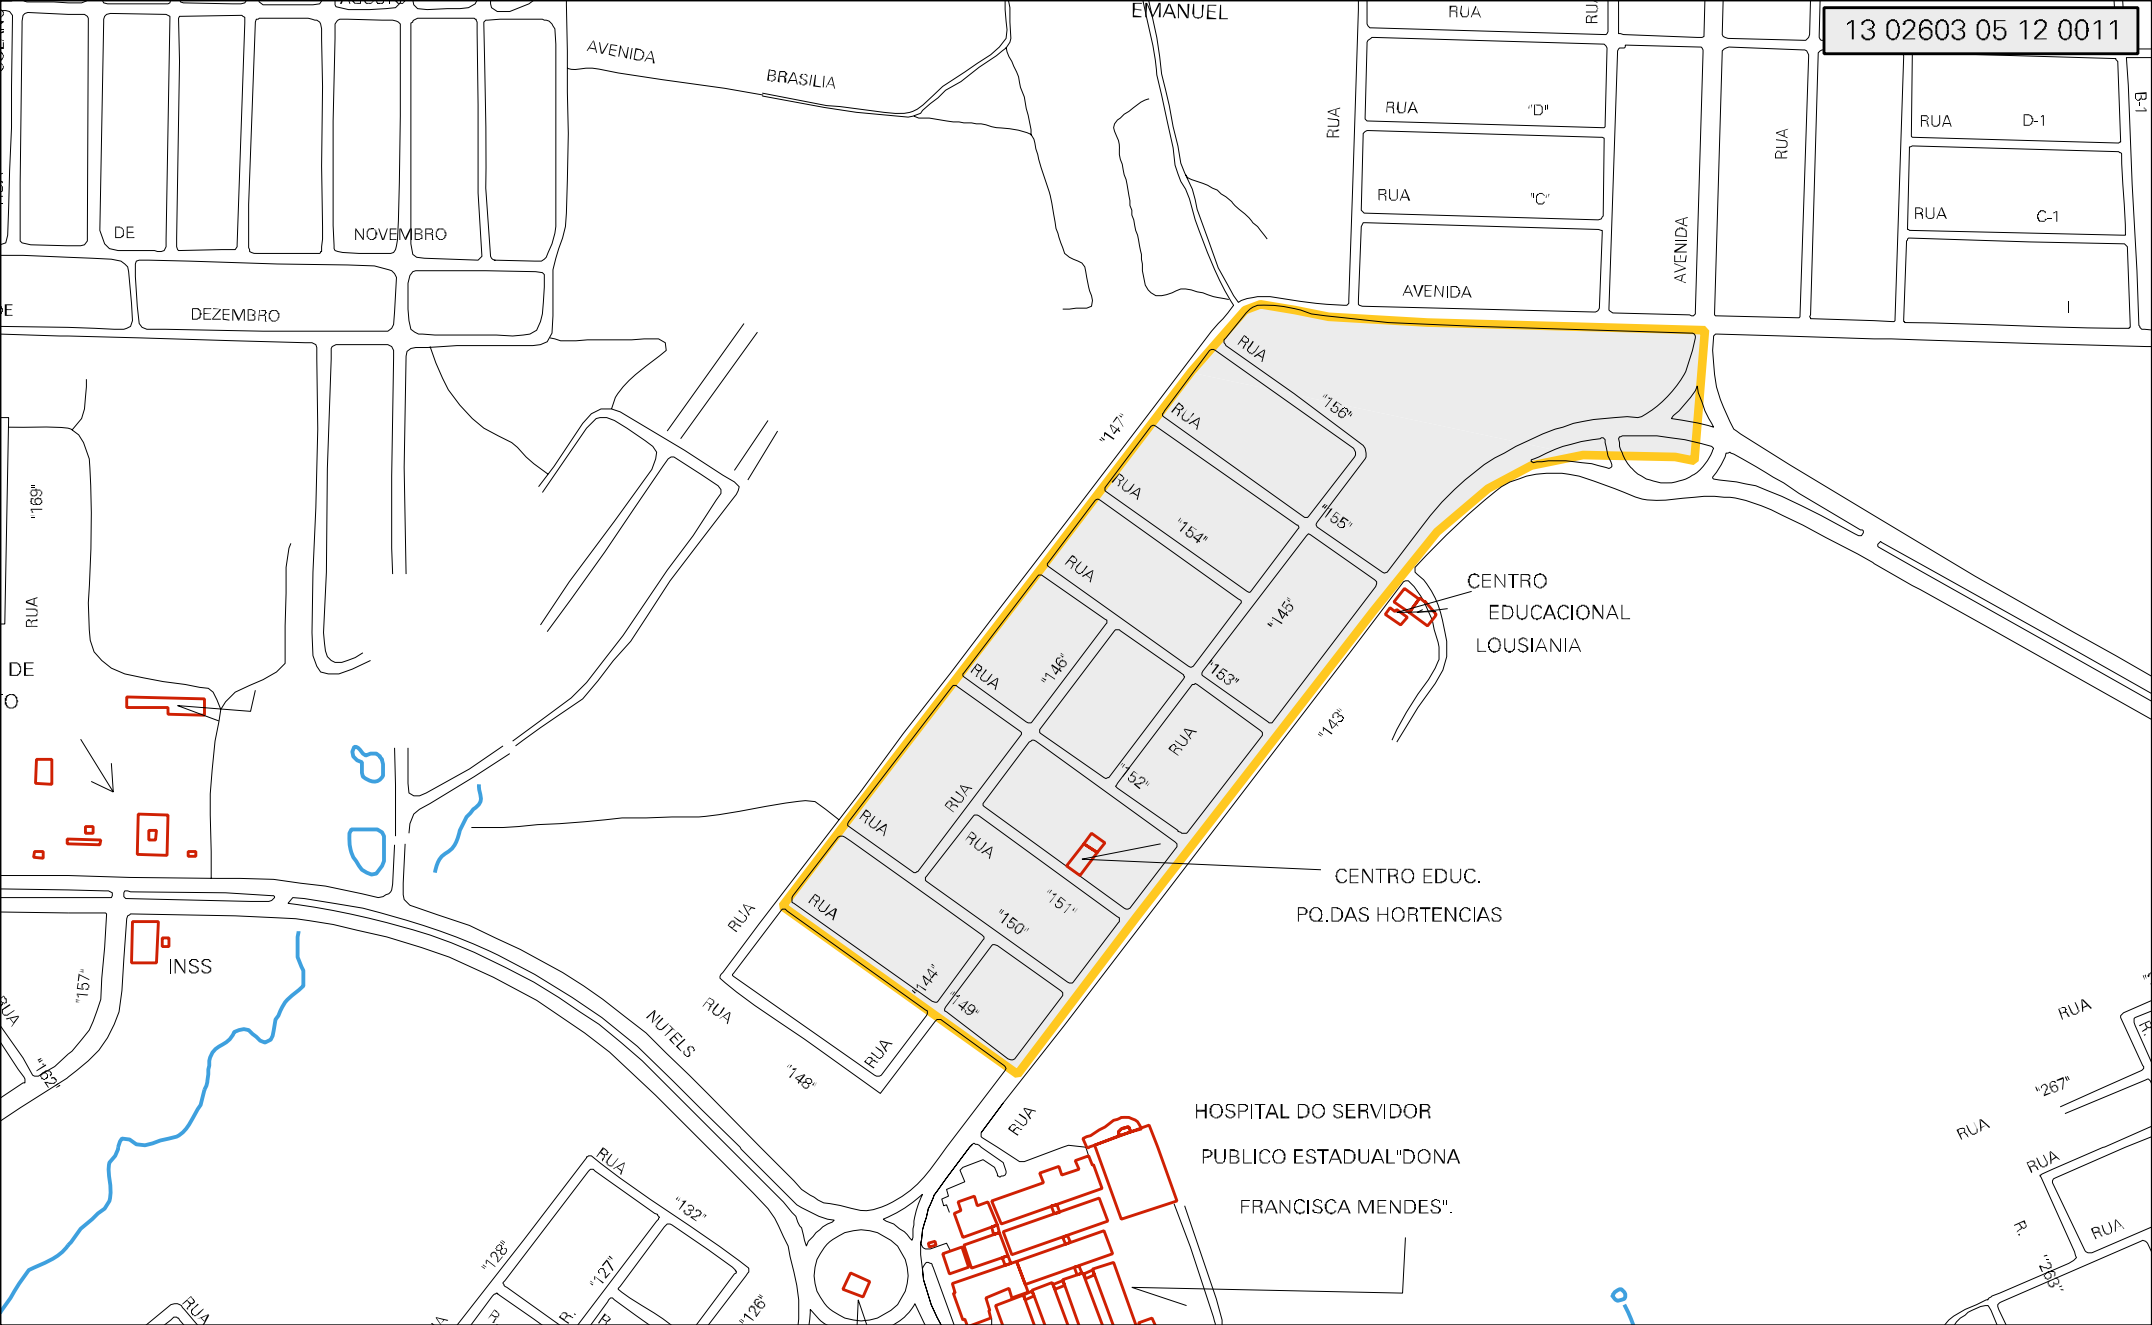 EMANUEL
RUA
13 02603 05 12 0011
AVENIDA
BRASILIA
RUA
"D"
RUA
RUA
RUA
D-1
B-1
RUA
"C"
RUA
C-1
DE
NOVEMBRO
AVENIDA
AVENIDA
DEZEMBRO
I
RUA
"156"
RUA
"147"
RUA
"154"
"155"
"169"
RUA
RUA
"145"
CENTRO
EDUCACIONAL
LOUSIANIA
DE
"146"
RUA
"153"
"143"
RUA
"152"
RUA
RUA
RUA
CENTRO EDUC.
PQ.DAS HORTENCIAS
RUA
"151"
"150"
RUA
INSS
"157"
"144"
"149"
RUA
NUTELS
RUA
RUA
"148"
RUA
"162"
RUA
RUA
"267"
RUA
RUA
R.
RUA
"263"
R.
HOSPITAL DO SERVIDOR
PUBLICO ESTADUAL"DONA
FRANCISCA MENDES".
RUA
"132"
"128"
"127"
"126"
R.
RUA